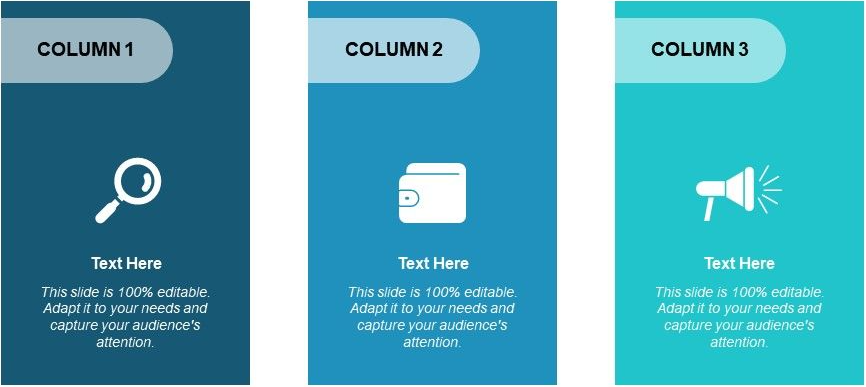 COLUMN 1
Text Here
This slide is 100% editable.
Adapt it to your needs and
capture your audience's
attention.
COLUMN 2
Text Here
This slide is 100% editable.
Adapt it to your needs and
capture your audience's
attention.
COLUMN 3
Text Here
This slide is 100% editable.
Adapt it to your needs and
capture your audience's
attention.